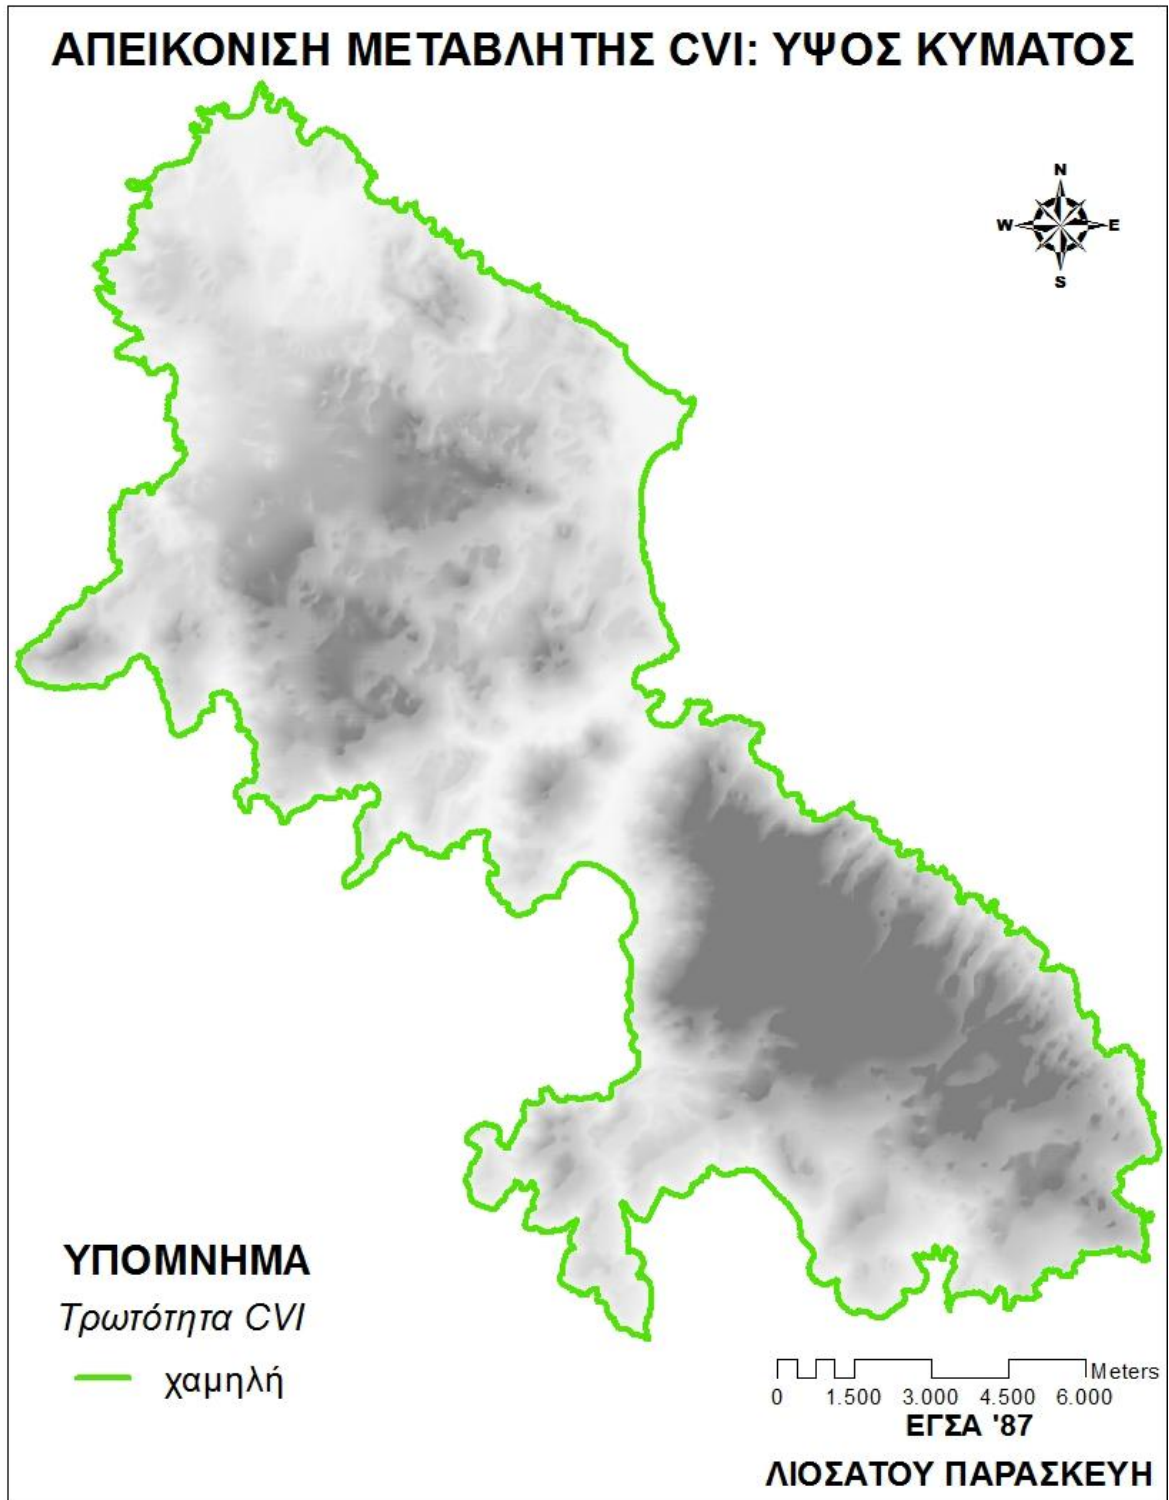 ΑΠΕΙΚΟΝΙΣΗ ΜΕΤΑΒΛΗΤΗΣ CVI: ΥΨΟΣ ΚΥΜΑΤΟΣ
N
W E
S
ΥΠΟΜΝΗΜΑ
Τρωτότητα CVI
χαμηλή
Meters
0 1.500 3.000 4.500 6.000
ΕΓΣΑ '87
ΛΙΟΣΑΤΟΥ ΠΑΡΑΣΚΕΥΗ